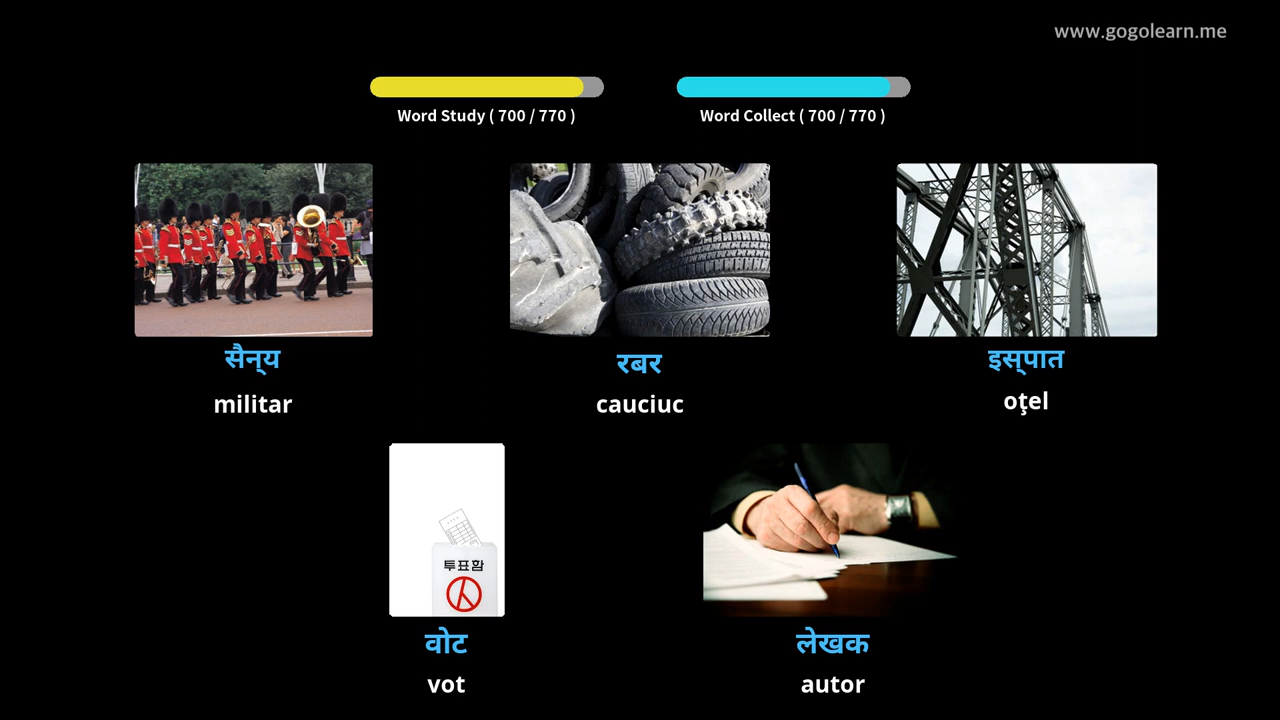 www.gogolearn.me
Word Study ( 700 / 770 )
Word Collect ( 700 / 770 )
सैन्‍य
रबर
इस्‍पात
militar
cauciuc
oţel
투표함
वोट
लेखक
vot
autor